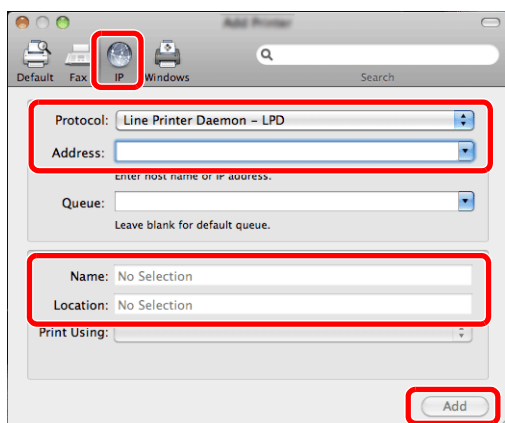 Add Printer
Default Fax IP Windows Search
Protocol: Line Printer Daemon – LPD
Address:
Enter host name or IP address.
Queue:
Leave blank for default queue.
Name: No Selection
Location: No Selection
Print Using:
Add